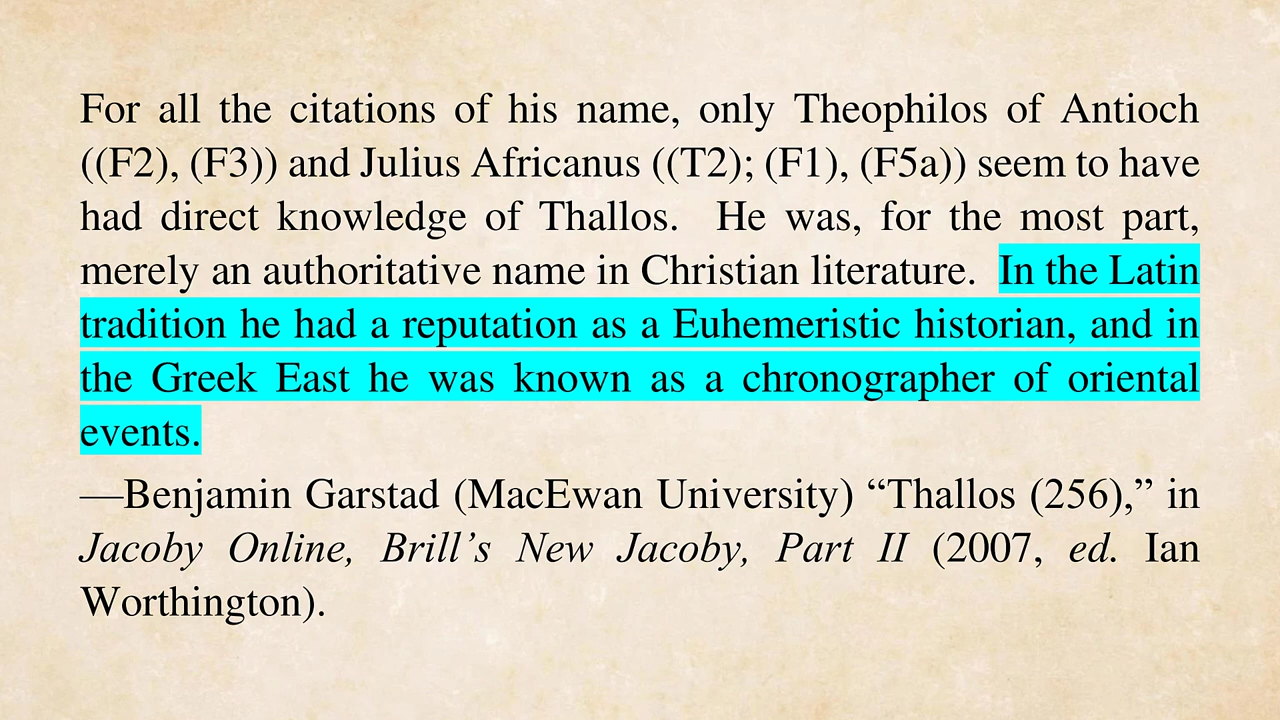 For all the citations of his name, only Theophilos of Antioch
((F2), (F3)) and Julius Africanus ((T2); (F1), (F5a)) seem to have
had direct knowledge of Thallos.  He was, for the most part,
merely an authoritative name in Christian literature.  In the Latin
tradition he had a reputation as a Euhemeristic historian, and in
the Greek East he was known as a chronographer of oriental
events.
—Benjamin Garstad (MacEwan University) “Thallos (256),” in
Jacoby Online, Brill’s New Jacoby, Part II (2007, ed. Ian
Worthington).